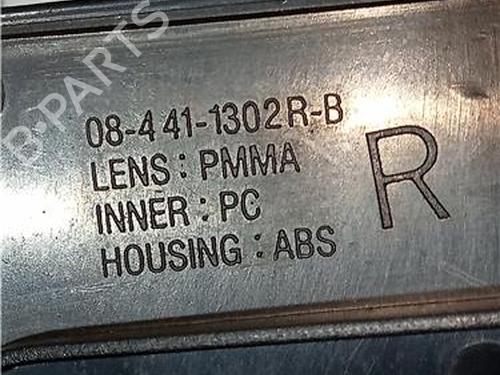 B-PARTS
08-441-1302R-B
LENS: PMMA
INNER: PC
HOUSING: ABS
R